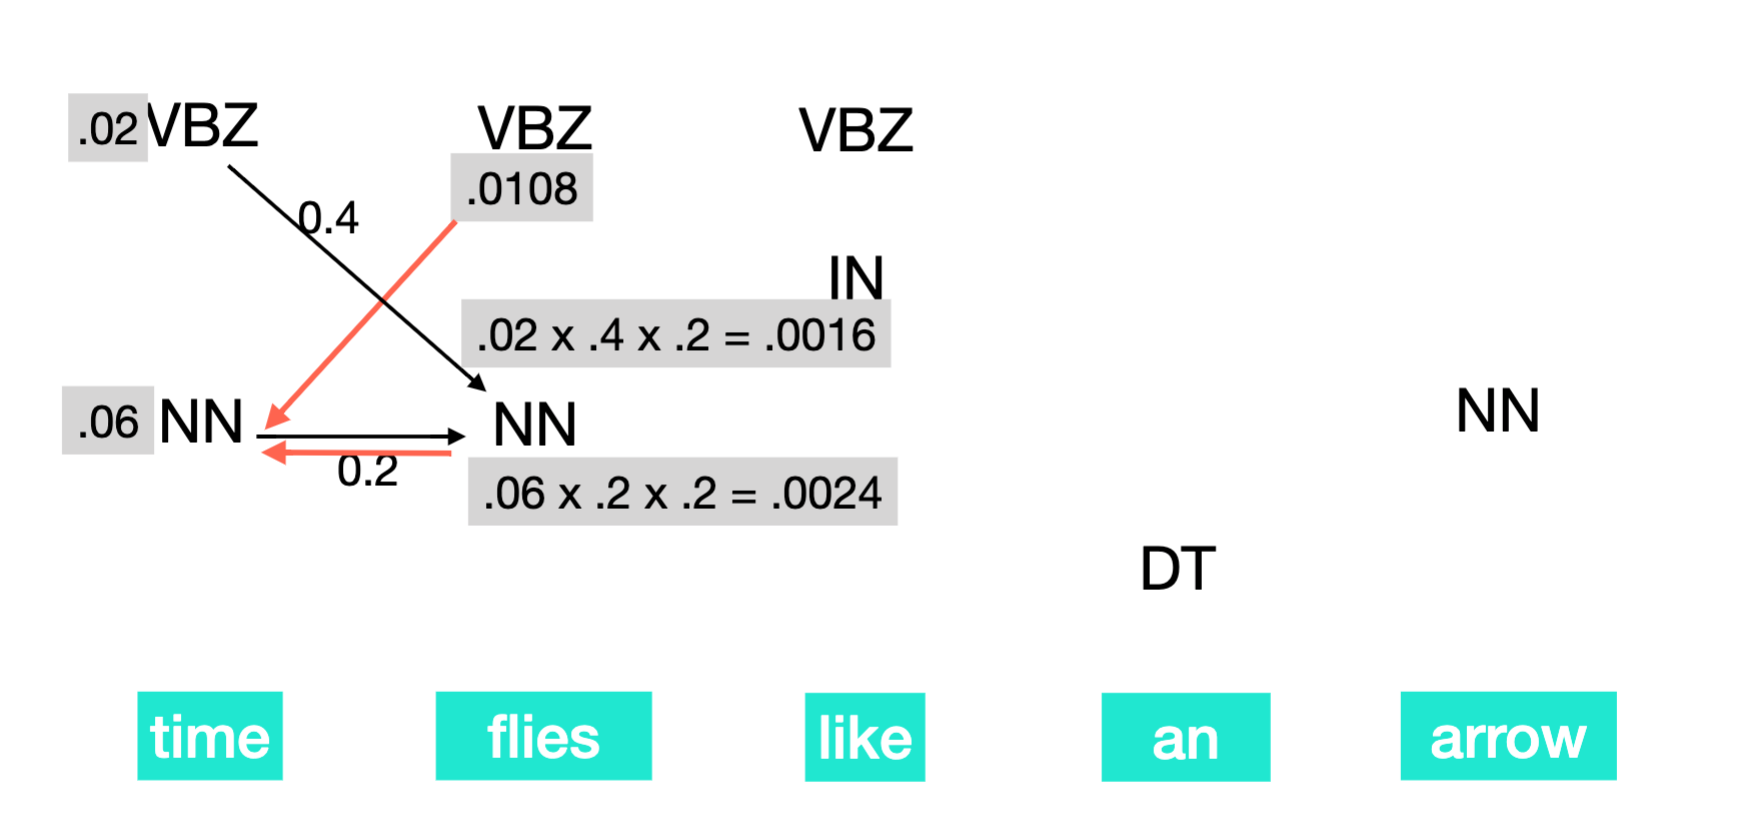 .02 VBZ VBZ VBZ
.0108
0.4
IN
.02 x .4 x .2 = .0016
.06 NN NN NN
0.2
.06 x .2 x .2 = .0024
DT
time flies like an arrow